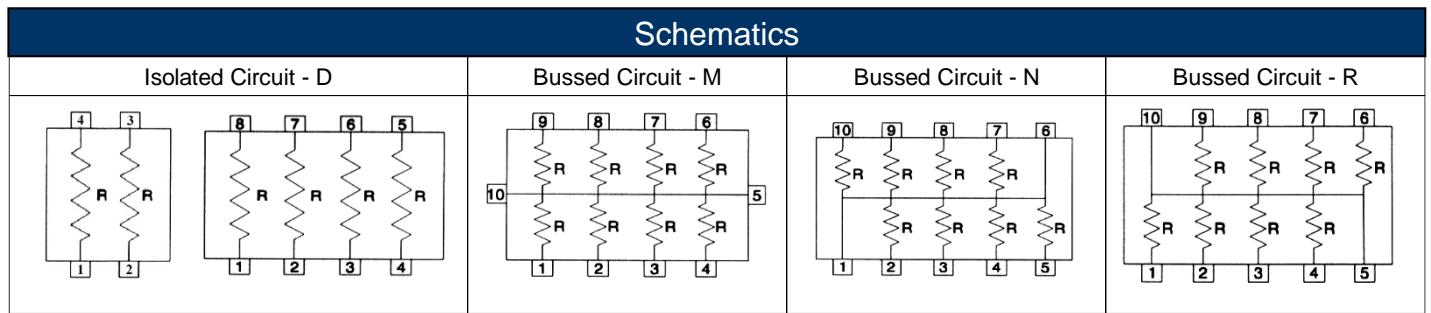 Schematics
Isolated Circuit - D Bussed Circuit - M Bussed Circuit - N Bussed Circuit - R
4 3
R R
1 2
8 7 6 5
R R R R
1 2 3 4
9 8 7 6
R R R R
10 5
R R R R
1 2 3 4
10 9 8 7 6
R R R R
R R R R
1 2 3 4 5
10 9 8 7 6
R R R R
R R R R
1 2 3 4 5